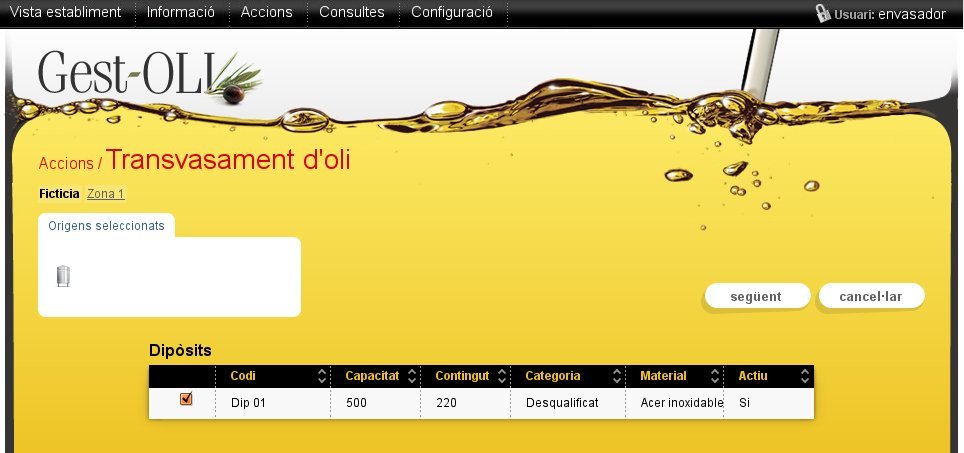 Vista establiment Informació Accions Consultes Configuració Usuari: envasador
Gest-OLI
Accions / Transvasament d'oli
Ficticia Zona 1
Origens seleccionats
següent cancel·lar
Dipòsits
Codi Capacitat Contingut Categoria Material Actiu
Dip 01 500 220 Desqualificat Acer inoxidable Si